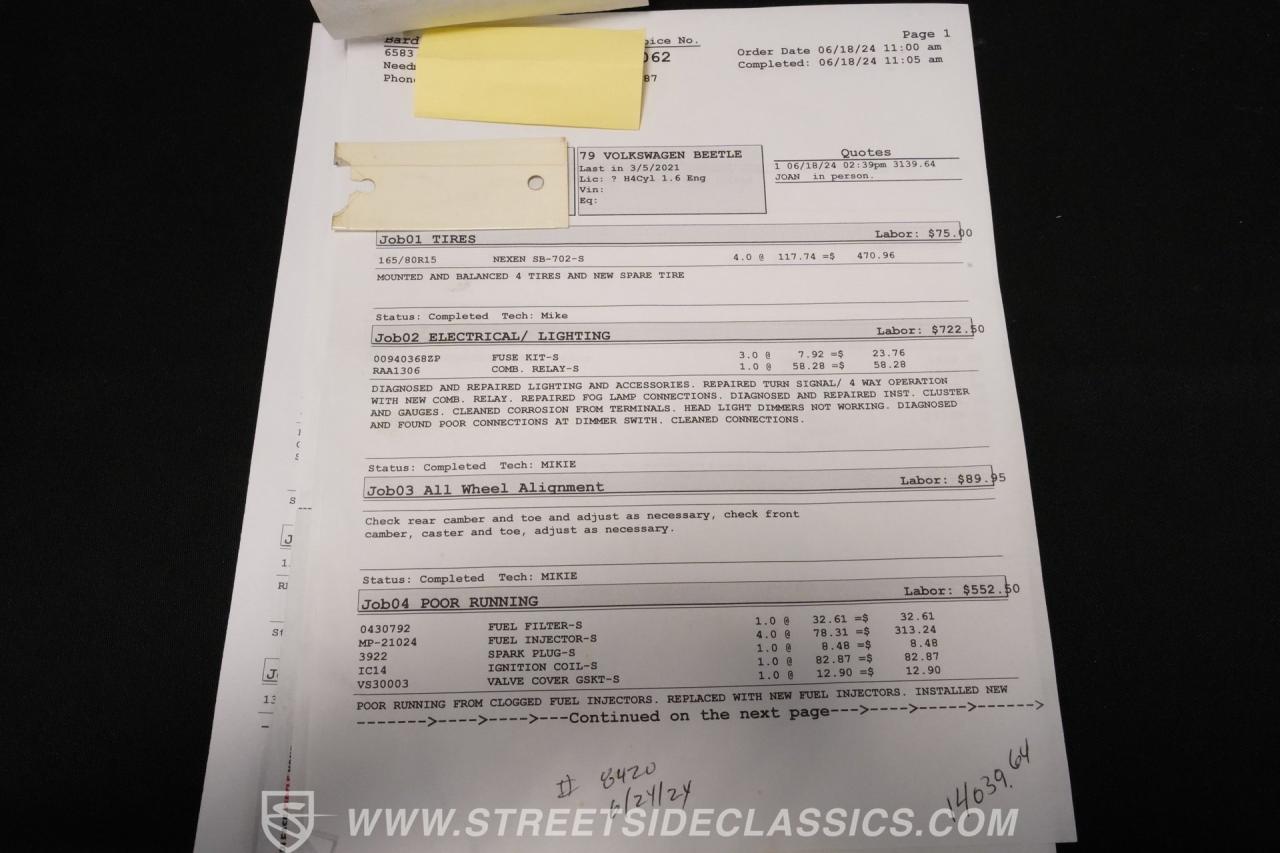 Page 1
Bard ice No.
6583 062
Order Date 06/18/24 11:00 am
Phon 87
Completed: 06/18/24 11:05 am
79 VOLKSWAGEN BEETLE
Last in 3/5/2021
Lic: ? H4Cyl 1.6 Eng
Vin:
Eq:
Quotes
1 06/18/24 02:39pm 3139.64
JOAN in person.
Job01 TIRES Labor: $75.00
165/80R15 NEXEN SB-702-S 4.0 @ 117.74 =$ 470.96
MOUNTED AND BALANCED 4 TIRES AND NEW SPARE TIRE
Status: Completed Tech: Mike
Job02 ELECTRICAL/ LIGHTING Labor: $722.50
00940368ZP FUSE KIT-S 3.0 @ 7.92 =$ 23.76
RAA1306 COMB. RELAY-S 1.0 @ 58.28 =$ 58.28
DIAGNOSED AND REPAIRED LIGHTING AND ACCESSORIES. REPAIRED TURN SIGNAL/ 4 WAY OPERATION
WITH NEW COMB. RELAY. REPAIRED FOG LAMP CONNECTIONS. DIAGNOSED AND REPAIRED INST. CLUSTER
AND GAUGES. CLEANED CORROSION FROM TERMINALS. HEAD LIGHT DIMMERS NOT WORKING. DIAGNOSED
AND FOUND POOR CONNECTIONS AT DIMMER SWITH. CLEANED CONNECTIONS.
Status: Completed Tech: MIKIE
Job03 All Wheel Alignment Labor: $89.95
Check rear camber and toe and adjust as necessary, check front
camber, caster and toe, adjust as necessary.
Status: Completed Tech: MIKIE
Job04 POOR RUNNING Labor: $552.50
0430792 FUEL FILTER-S 1.0 @ 32.61 =$ 32.61
MP-21024 FUEL INJECTOR-S 4.0 @ 78.31 =$ 313.24
3922 SPARK PLUG-S 1.0 @ 8.48 =$ 8.48
IC14 IGNITION COIL-S 1.0 @ 82.87 =$ 82.87
VS30003 VALVE COVER GSKT-S 1.0 @ 12.90 =$ 12.90
POOR RUNNING FROM CLOGGED FUEL INJECTORS. REPLACED WITH NEW FUEL INJECTORS. INSTALLED NEW
------->---->---->---Continued on the next page--->---->----->------>
# 8420
6/24/24
14039.64
WWW.STREETSIDECLASSICS.COM